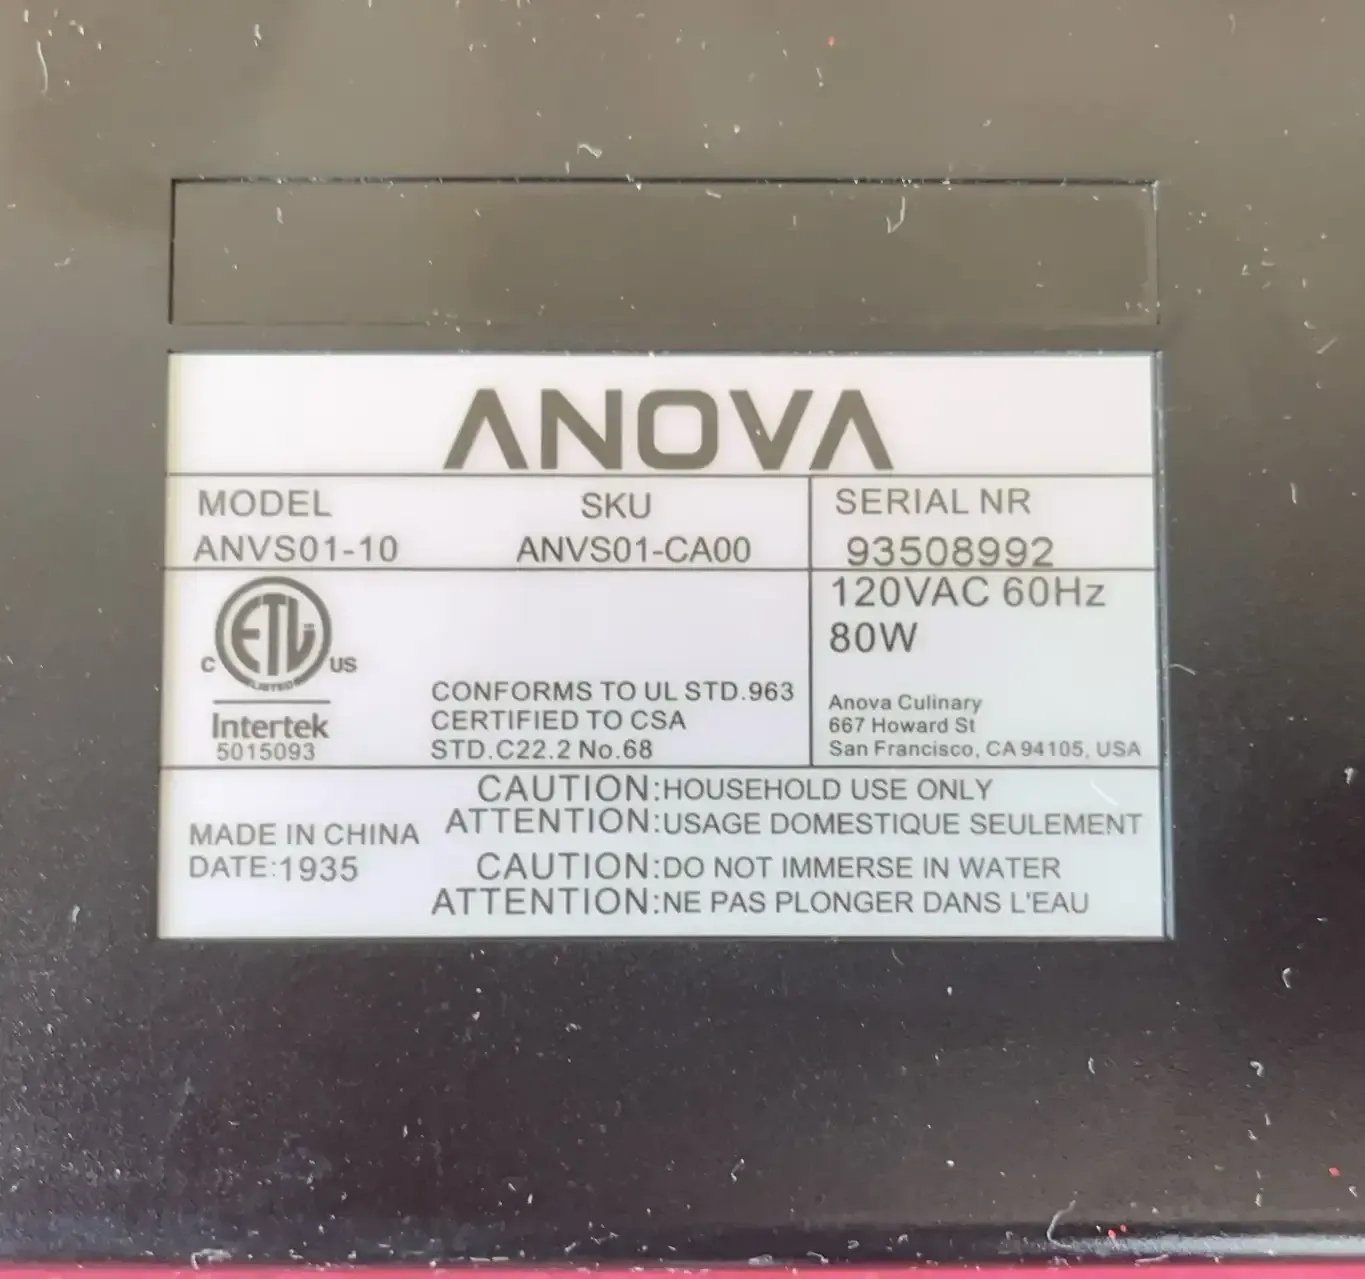 ANOVA
MODEL SKU SERIAL NR
ANVS01-10 ANVS01-CA00 93508992
120VAC 60Hz
80W
ETL
C US
LISTED
Intertek
5015093
CONFORMS TO UL STD.963
CERTIFIED TO CSA
STD.C22.2 No.68
Anova Culinary
667 Howard St
San Francisco, CA 94105, USA
MADE IN CHINA
DATE:1935
CAUTION:HOUSEHOLD USE ONLY
ATTENTION:USAGE DOMESTIQUE SEULEMENT
CAUTION:DO NOT IMMERSE IN WATER
ATTENTION:NE PAS PLONGER DANS L'EAU